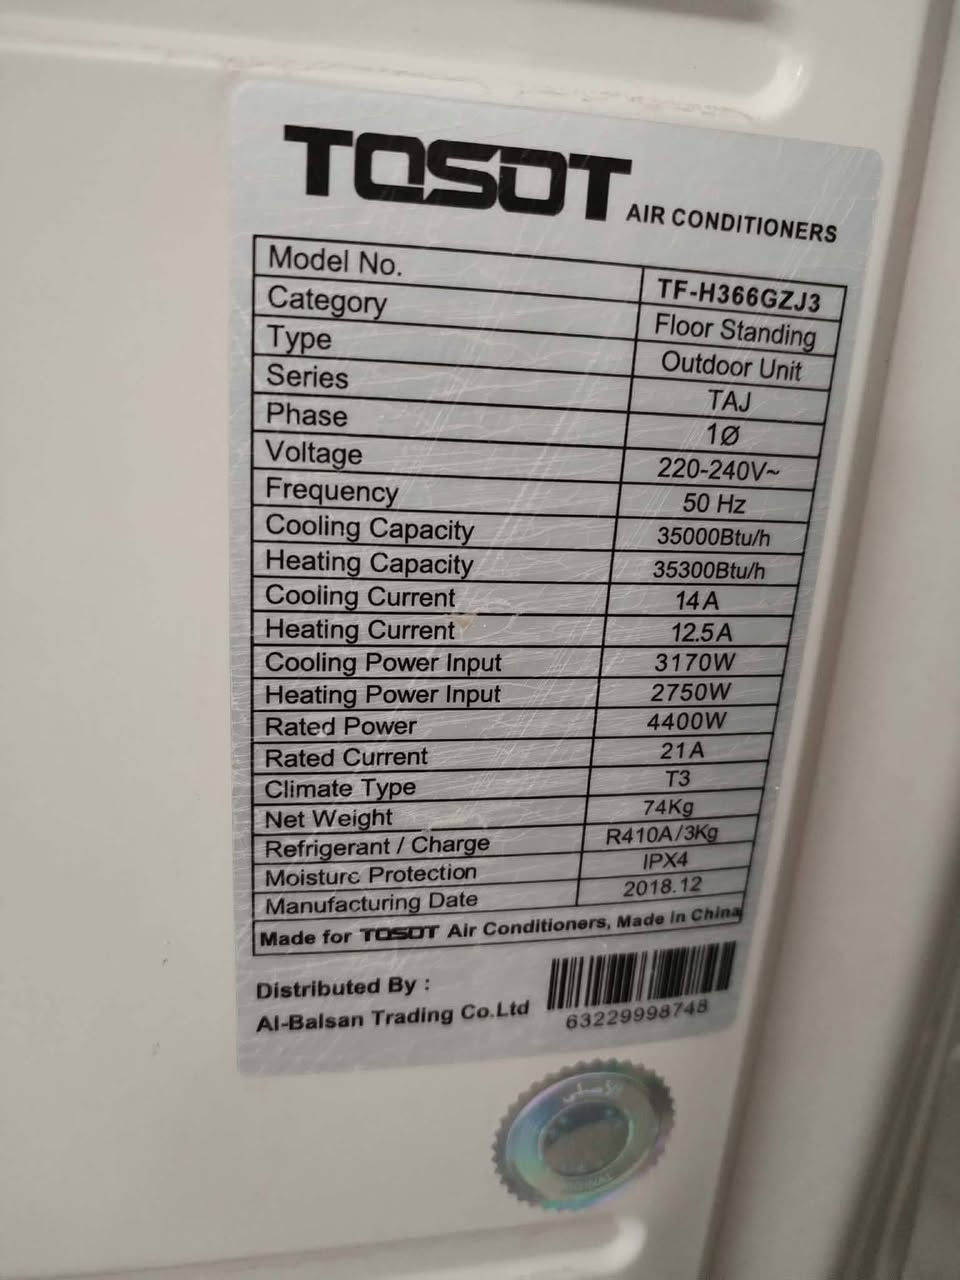 TOSOT AIR CONDITIONERS
Model No. TF-H366GZJ3
Category Floor Standing
Type Outdoor Unit
Series TAJ
Phase 1Ø
Voltage 220-240V~
Frequency 50 Hz
Cooling Capacity 35000Btu/h
Heating Capacity 35300Btu/h
Cooling Current 14A
Heating Current 12.5A
Cooling Power Input 3170W
Heating Power Input 2750W
Rated Power 4400W
Rated Current 21A
Climate Type T3
Net Weight 74Kg
Refrigerant / Charge R410A/3Kg
Moisture Protection IPX4
Manufacturing Date 2018.12
Made for TOSOT Air Conditioners, Made in China
Distributed By :
Al-Balsan Trading Co.Ltd
63229998748
الأصلي